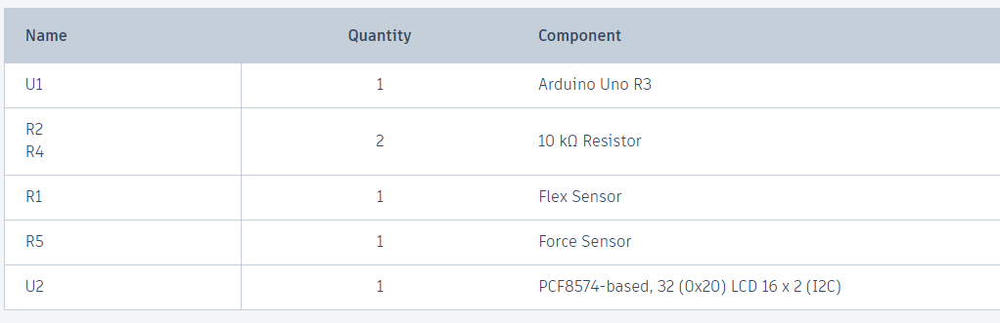 Name Quantity Component
U1 1 Arduino Uno R3
R2
R4 2 10 kΩ Resistor
R1 1 Flex Sensor
R5 1 Force Sensor
U2 1 PCF8574-based, 32 (0x20) LCD 16 x 2 (I2C)